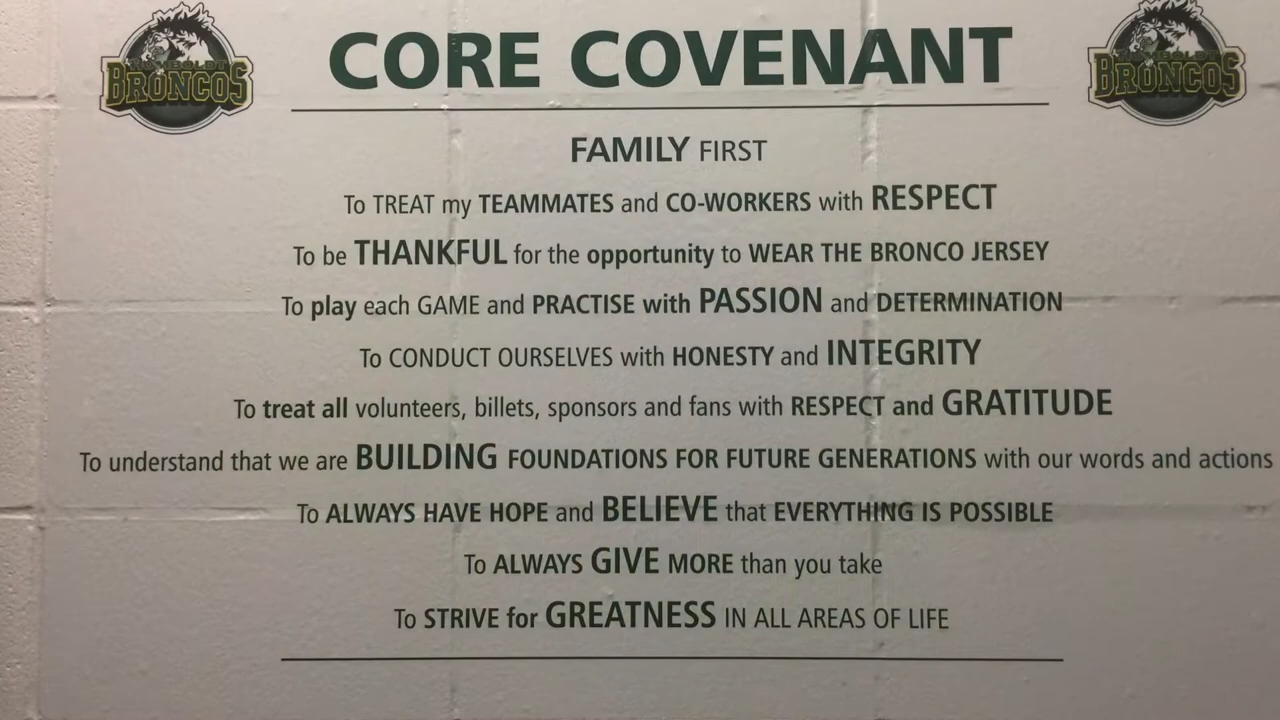 CORE COVENANT
BRONCOS
BRONCOS
FAMILY FIRST
To TREAT my TEAMMATES and CO-WORKERS with RESPECT
To be THANKFUL for the opportunity to WEAR THE BRONCO JERSEY
To play each GAME and PRACTISE with PASSION and DETERMINATION
To CONDUCT OURSELVES with HONESTY and INTEGRITY
To treat all volunteers, billets, sponsors and fans with RESPECT and GRATITUDE
To understand that we are BUILDING FOUNDATIONS FOR FUTURE GENERATIONS with our words and actions
To ALWAYS HAVE HOPE and BELIEVE that EVERYTHING IS POSSIBLE
To ALWAYS GIVE MORE than you take
To STRIVE for GREATNESS IN ALL AREAS OF LIFE